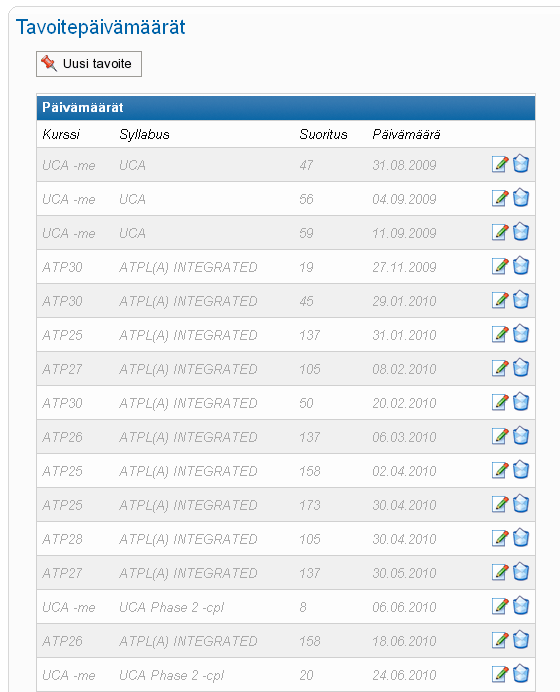 Tavoitepäivämäärät
Uusi tavoite
Päivämäärät
Kurssi Syllabus Suoritus Päivämäärä
UCA -me UCA 47 31.08.2009
UCA -me UCA 56 04.09.2009
UCA -me UCA 59 11.09.2009
ATP30 ATPL(A) INTEGRATED 19 27.11.2009
ATP30 ATPL(A) INTEGRATED 45 29.01.2010
ATP25 ATPL(A) INTEGRATED 137 31.01.2010
ATP27 ATPL(A) INTEGRATED 105 08.02.2010
ATP30 ATPL(A) INTEGRATED 50 20.02.2010
ATP26 ATPL(A) INTEGRATED 137 06.03.2010
ATP25 ATPL(A) INTEGRATED 158 02.04.2010
ATP25 ATPL(A) INTEGRATED 173 30.04.2010
ATP28 ATPL(A) INTEGRATED 105 30.04.2010
ATP27 ATPL(A) INTEGRATED 137 30.05.2010
UCA -me UCA Phase 2 -cpl 8 06.06.2010
ATP26 ATPL(A) INTEGRATED 158 18.06.2010
UCA -me UCA Phase 2 -cpl 20 24.06.2010